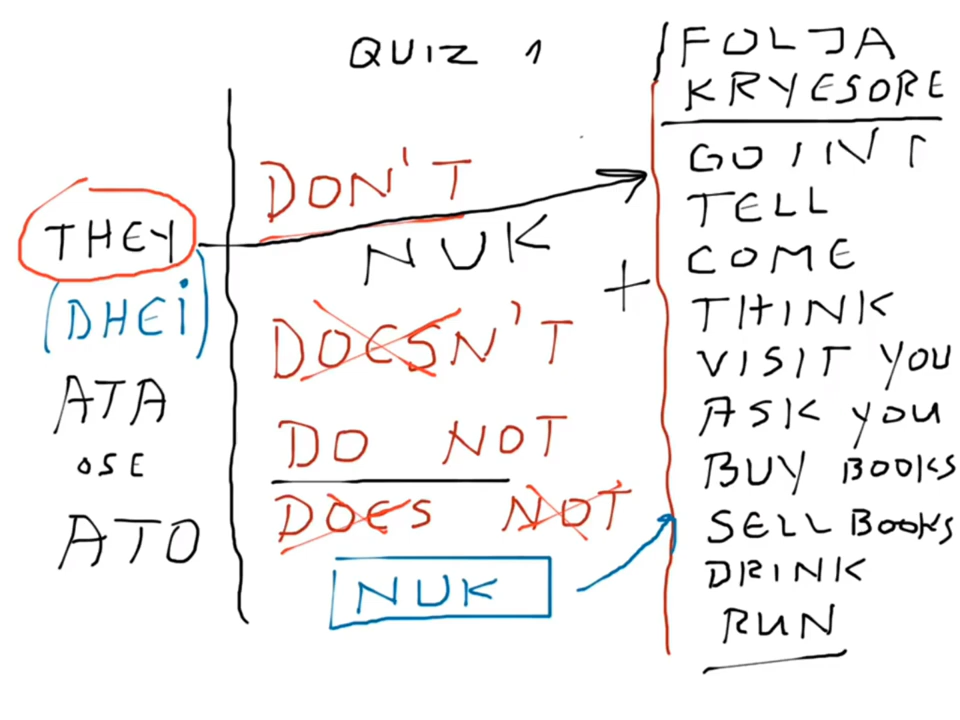 QUIZ 1
THEY
(DHEI)
ATA
OSE
ATO
DON'T
NUK
DOESN'T
DO NOT
DOES NOT
NUK
+
FOLJA
KRYESORE
GO INT
TELL
COME
THINK
VISIT YOU
ASK YOU
BUY BOOKS
SELL BOOKS
DRINK
RUN